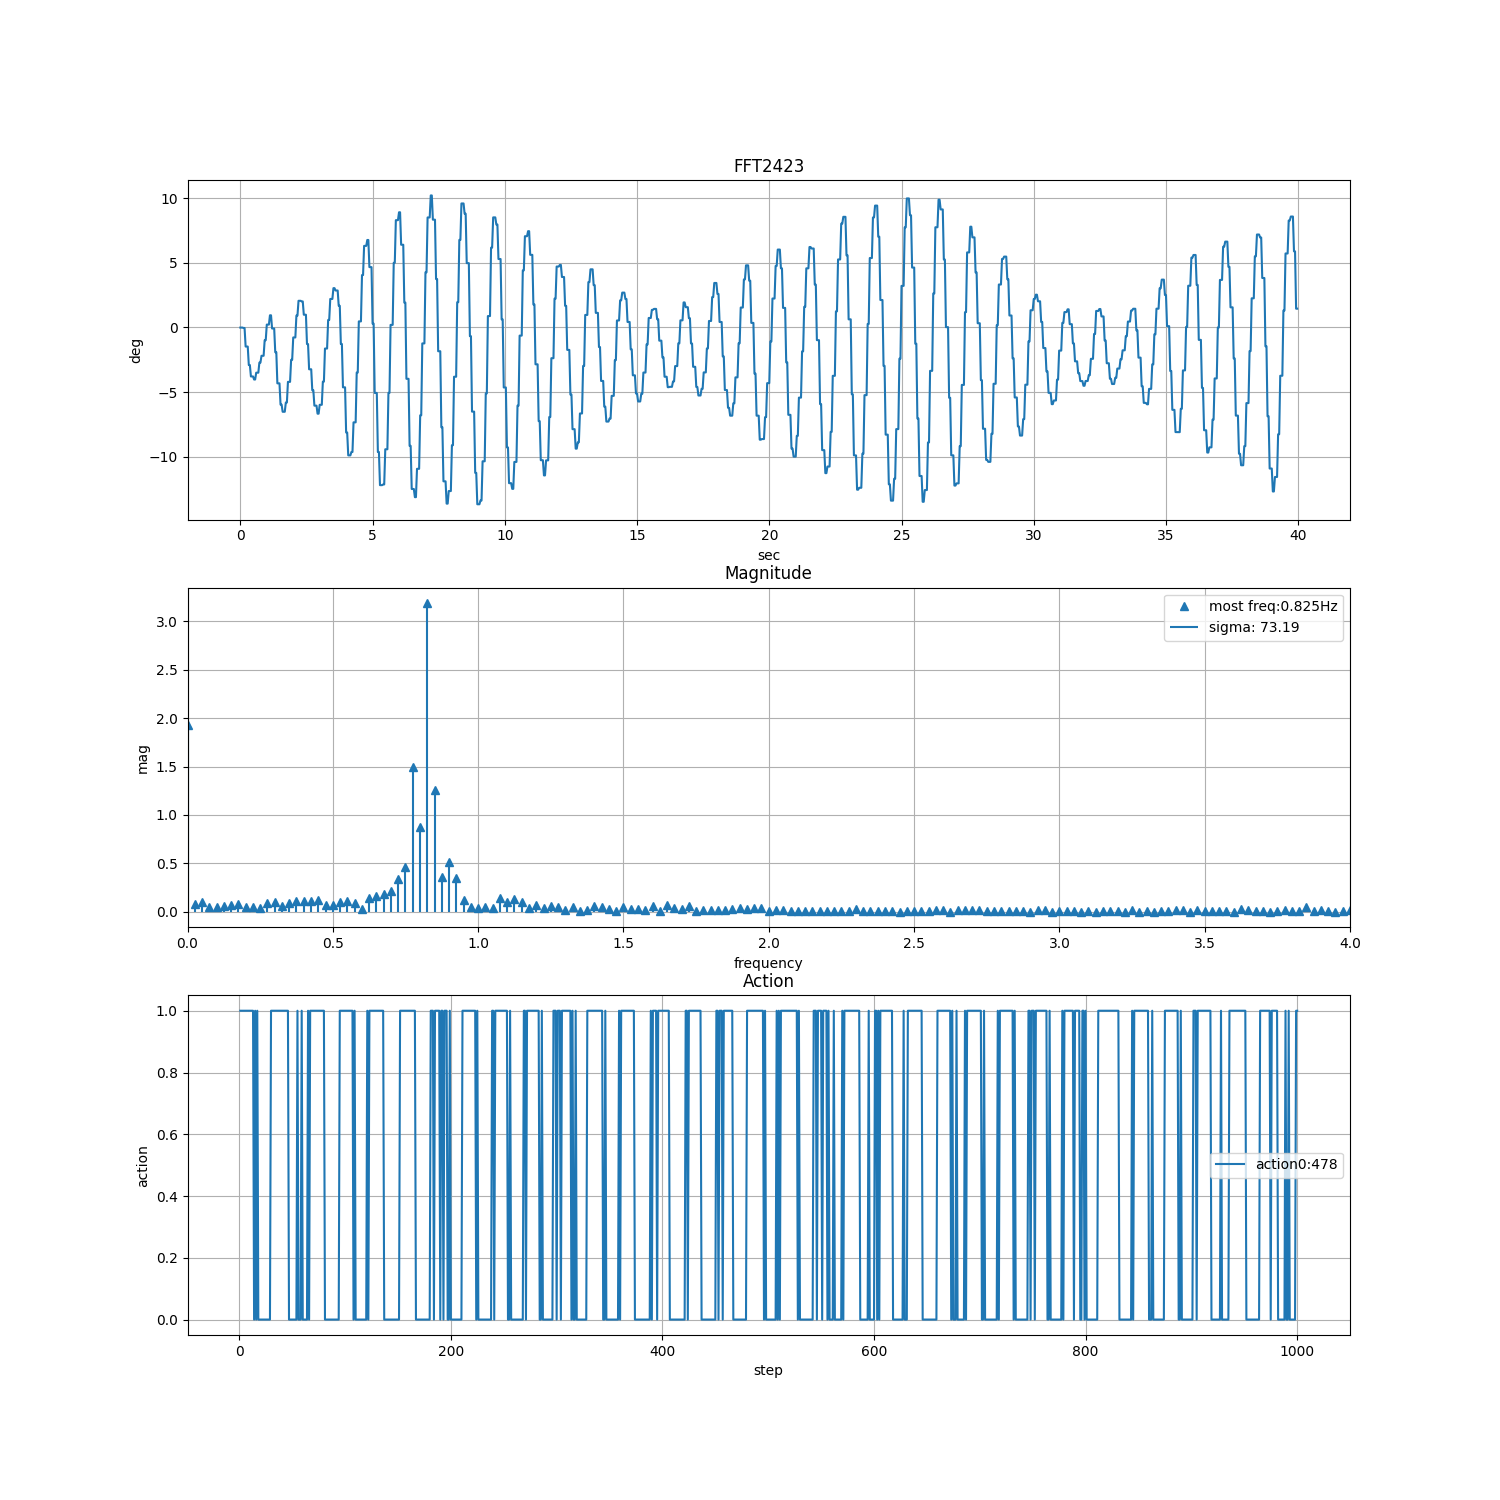 FFT2423
10
5
0
−5
−10
deg
0 5 10 15 20 25 30 35 40
sec
Magnitude
most freq:0.825Hz
sigma: 73.19
3.0
2.5
2.0
1.5
1.0
0.5
0.0
mag
0.0 0.5 1.0 1.5 2.0 2.5 3.0 3.5 4.0
frequency
Action
1.0
0.8
0.6
0.4
0.2
0.0
action
action0:478
0 200 400 600 800 1000
step